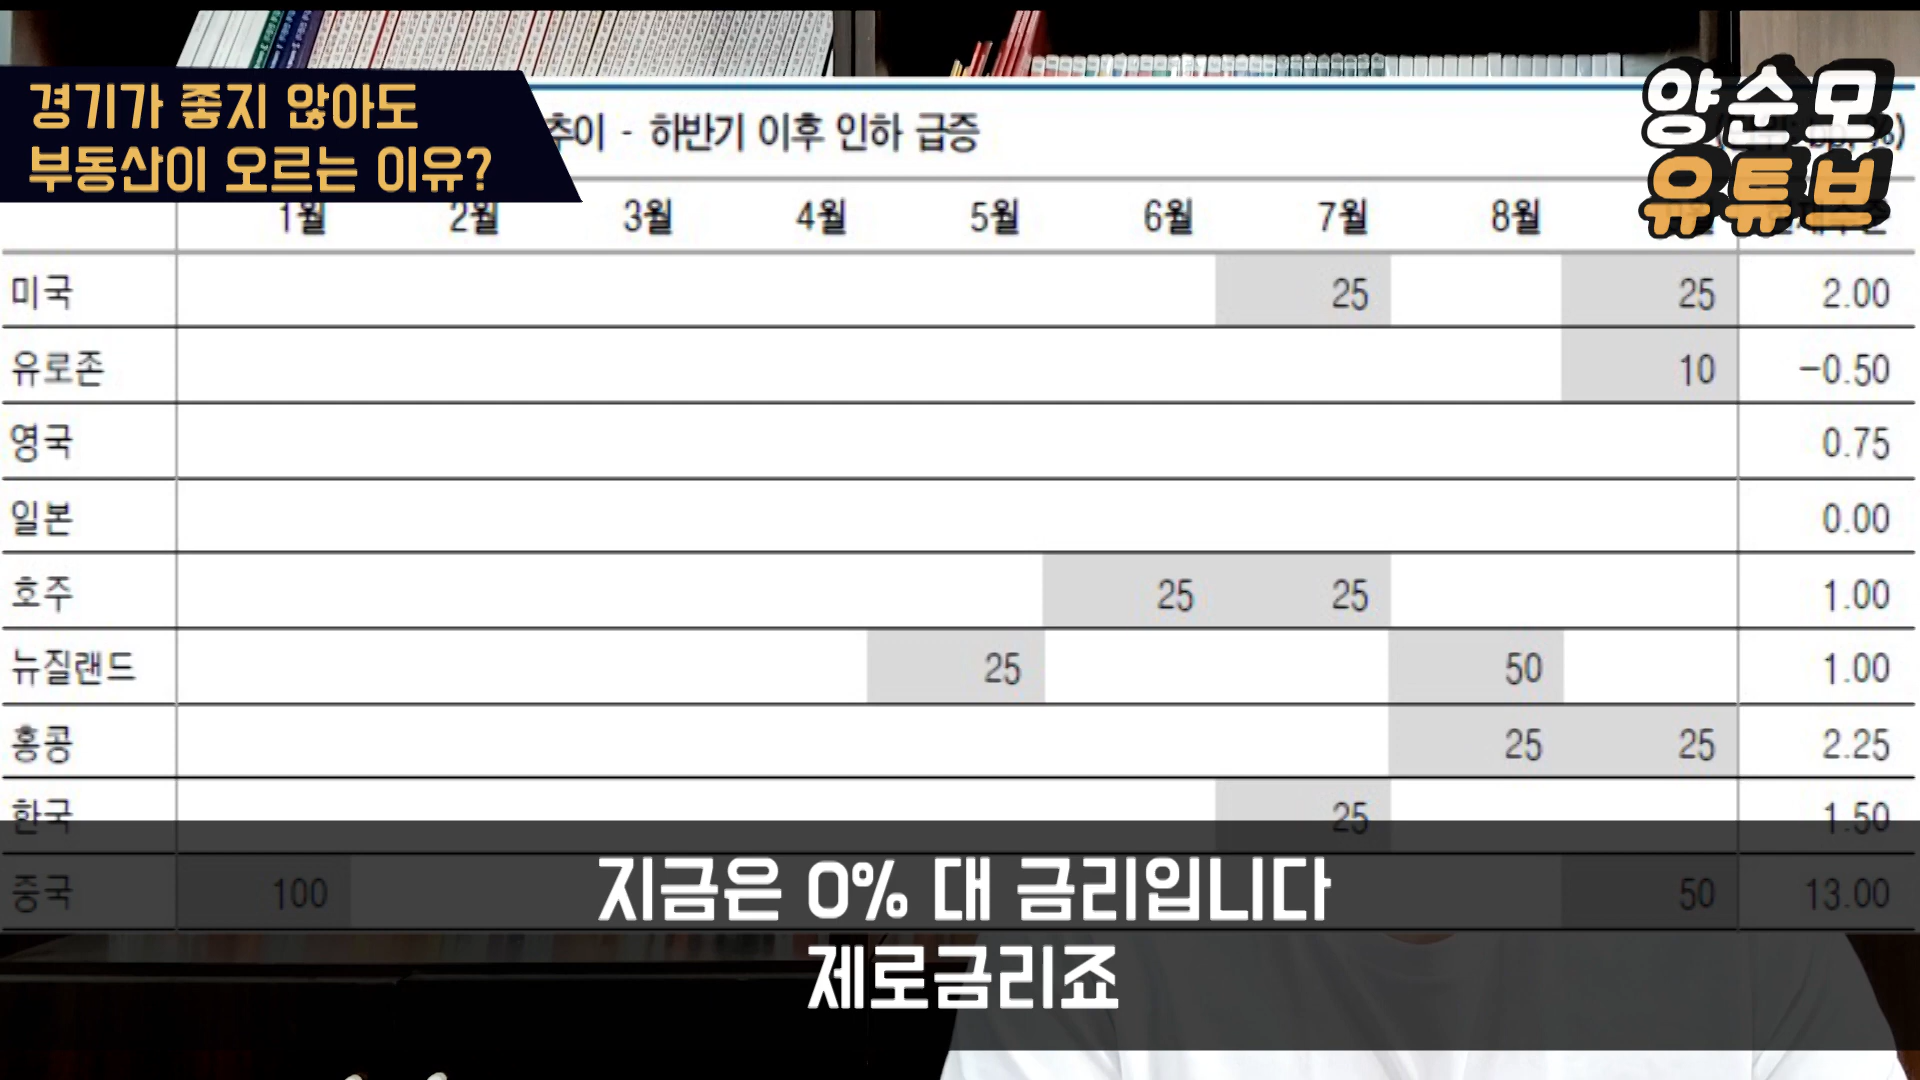 경기가 좋지 않아도
부동산이 오르는 이유?
양순모
유튜브
추이 - 하반기 이후 인하 급증
1월 2월 3월 4월 5월 6월 7월 8월
미국 25 25 2.00
유로존 10 -0.50
영국 0.75
일본 0.00
호주 25 25 1.00
뉴질랜드 25 50 1.00
홍콩 25 25 2.25
한국 25 1.50
중국 100 50 13.00
지금은 0% 대 금리입니다
제로금리죠